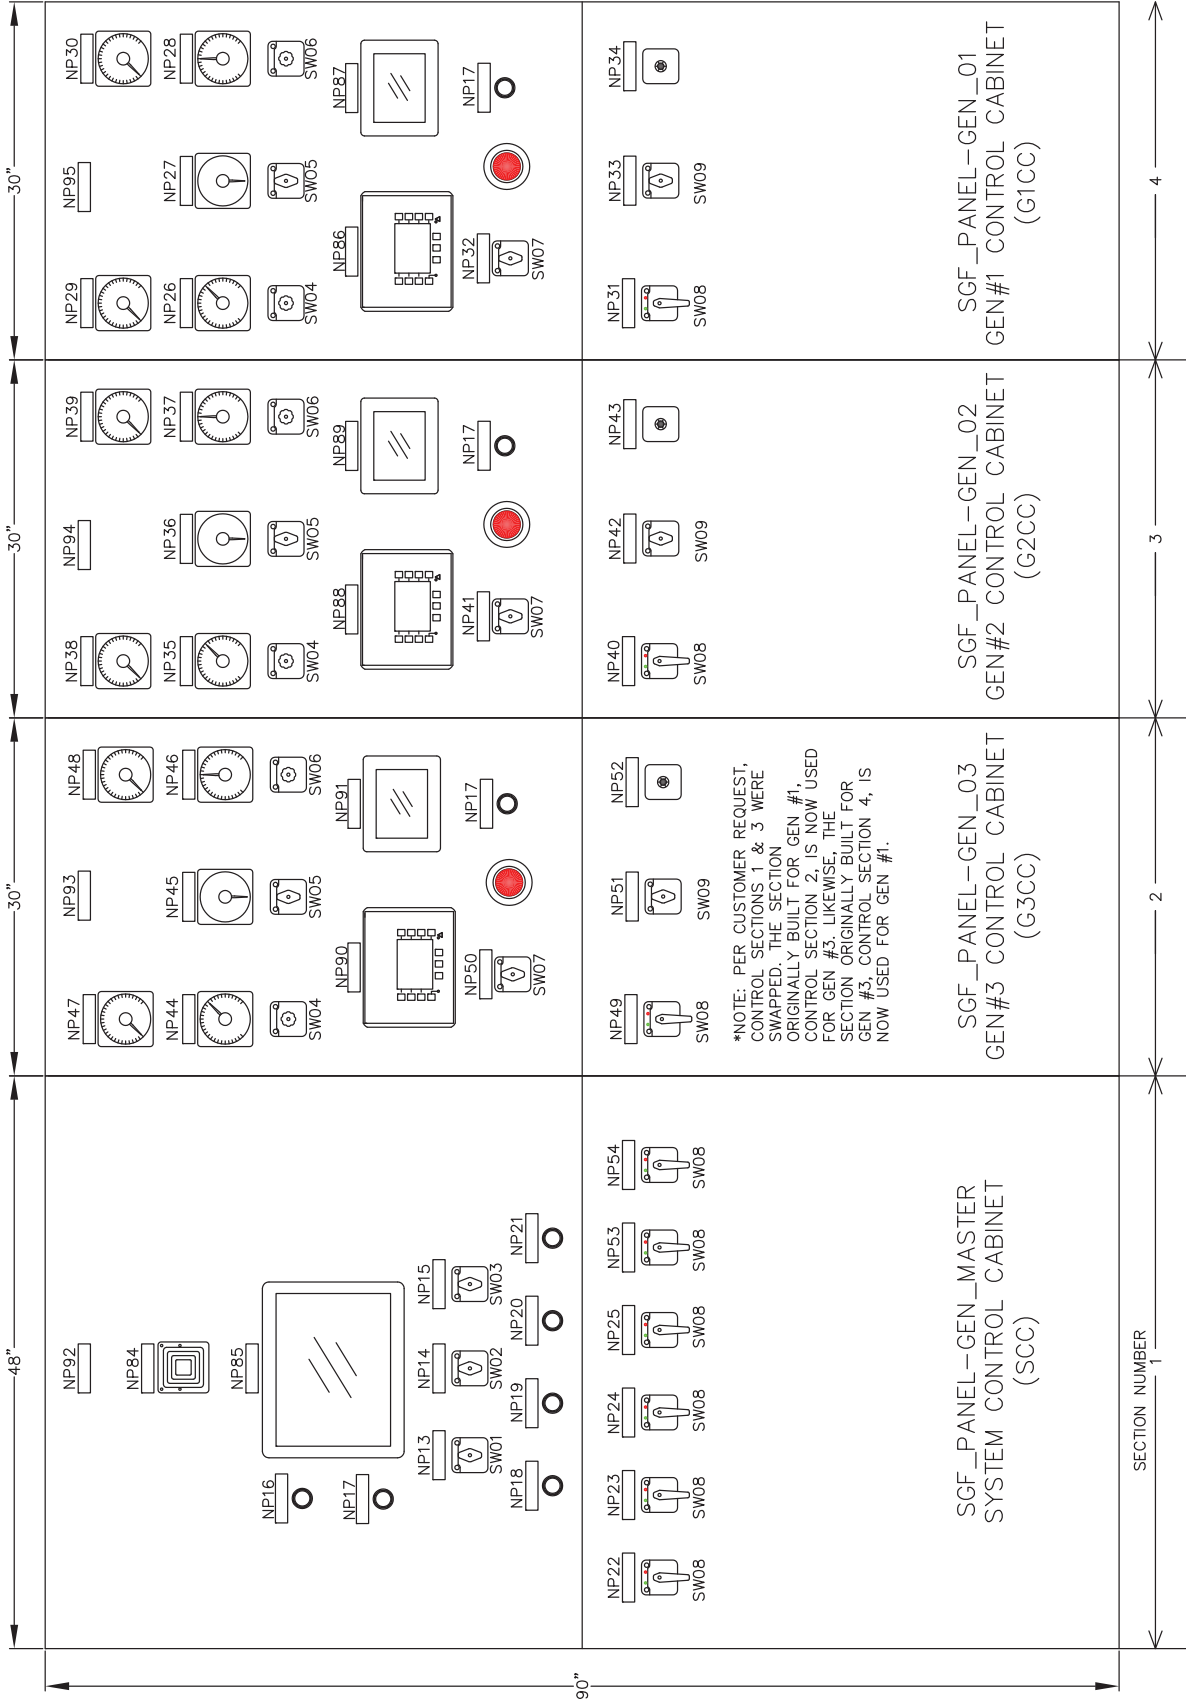 48"
30"
30"
30"
90"
NP92
NP84
NP85
NP16
NP17
NP13
SW01
NP14
SW02
NP15
SW03
NP18
NP19
NP20
NP21
NP22
SW08
NP23
SW08
NP24
SW08
NP25
SW08
NP53
SW08
NP54
SW08
SGF_PANEL-GEN_MASTER
SYSTEM CONTROL CABINET
(SCC)
NP47
NP93
NP48
NP44
NP45
NP46
SW04
SW05
SW06
NP90
NP91
NP50
SW07
NP17
NP49
SW08
NP51
SW09
NP52
*NOTE: PER CUSTOMER REQUEST,
CONTROL SECTIONS 1 & 3 WERE
SWAPPED. THE SECTION
ORIGINALLY BUILT FOR GEN #1,
CONTROL SECTION 2, IS NOW USED
FOR GEN #3. LIKEWISE, THE
SECTION ORIGINALLY BUILT FOR
GEN #3, CONTROL SECTION 4, IS
NOW USED FOR GEN #1.
SGF_PANEL-GEN_03
GEN#3 CONTROL CABINET
(G3CC)
NP38
NP94
NP39
NP35
NP36
NP37
SW04
SW05
SW06
NP88
NP89
NP41
SW07
NP17
NP40
SW08
NP42
SW09
NP43
SGF_PANEL-GEN_02
GEN#2 CONTROL CABINET
(G2CC)
NP29
NP95
NP30
NP26
NP27
NP28
SW04
SW05
SW06
NP86
NP87
NP32
SW07
NP17
NP31
SW08
NP33
SW09
NP34
SGF_PANEL-GEN_01
GEN#1 CONTROL CABINET
(G1CC)
SECTION NUMBER
1
2
3
4